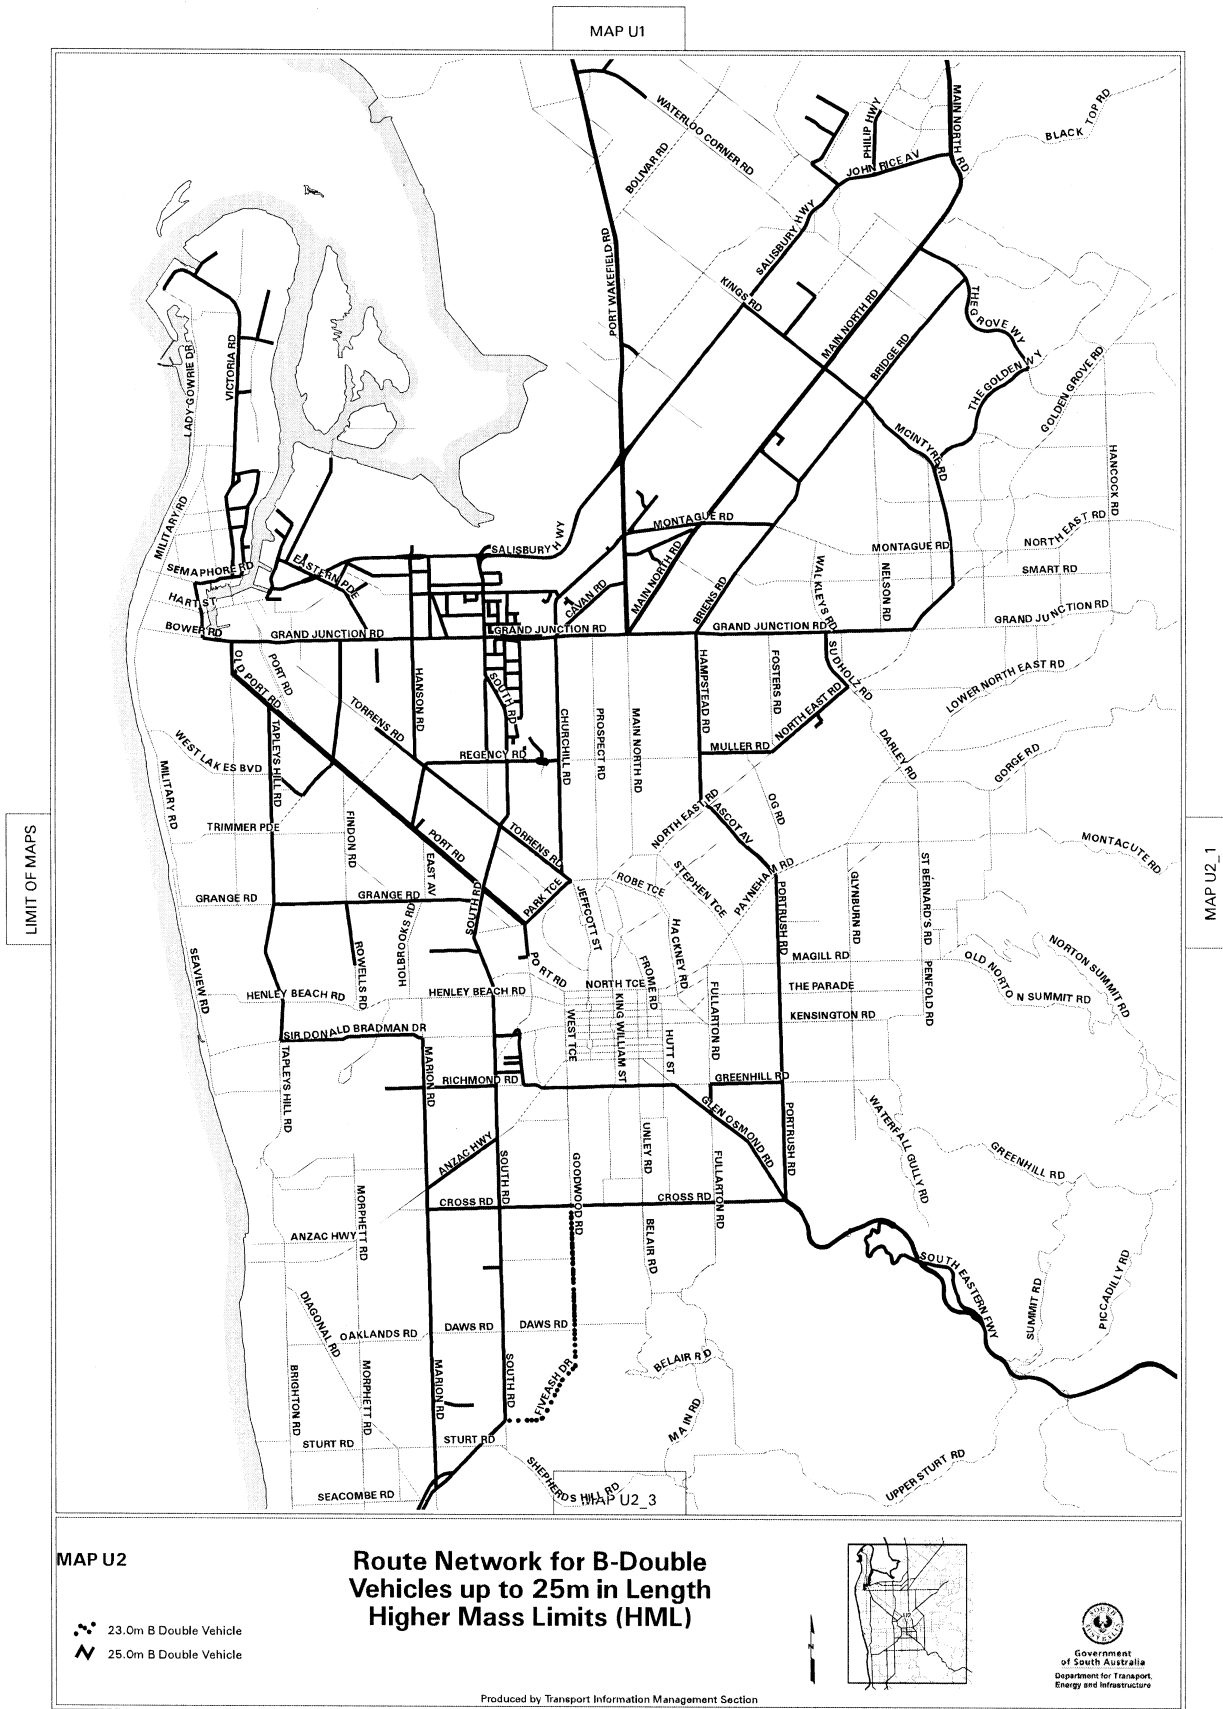 MAP U1
WATERLOO CORNER RD
BOLIVAR RD
PHILIP HWY
MAIN NORTH RD
BLACK TOP RD
JOHN RICE AV
SALISBURY HWY
PORT WAKEFIELD RD
KINGS RD
THE GROVE WY
MAIN NORTH RD
BRIDGE RD
THE GOLDEN WY
GOLDEN GROVE RD
LADY GOWRIE DR
VICTORIA RD
MCINTYRE RD
HANCOCK RD
MILITARY RD
MONTAGUE RD
SALISBURY HWY
NORTH EAST RD
MONTAGUE RD
SEMAPHORE RD
EASTERN PDE
CAVAN RD
MAIN NORTH RD
BRIENS RD
WALKLEYS RD
NELSON RD
SMART RD
HART ST
BOWER RD
GRAND JUNCTION RD
GRAND JUNCTION RD
GRAND JUNCTION RD
GRAND JUNCTION RD
OLD PORT RD
PORT RD
HANSON RD
SOUTH RD
HAMPSTEAD RD
FOSTERS RD
SUDHOLZ RD
LOWER NORTH EAST RD
NORTH EAST RD
TORRENS RD
CHURCHILL RD
PROSPECT RD
MAIN NORTH RD
MULLER RD
DARLEY RD
GORGE RD
WEST LAKES BVD
TAPLEYS HILL RD
REGENCY RD
MILITARY RD
TRIMMER PDE
FINDON RD
PORT RD
TORRENS RD
NORTH EAST RD
ASCOT AV
OG RD
MONTACUTE RD
LIMIT OF MAPS
MAP U2_1
EAST AV
ROBE TCE
STEPHEN TCE
PAYNEHAM RD
GLYNBURN RD
ST BERNARD'S RD
GRANGE RD
GRANGE RD
SOUTH RD
PARK TCE
JEFFCOTT ST
HACKNEY RD
PORTRUSH RD
HOLBROOKS RD
ROWELLS RD
SEAVIEW RD
PORT RD
FROME RD
MAGILL RD
OLD NORTON SUMMIT RD
NORTON SUMMIT RD
PENFOLD RD
HENLEY BEACH RD
HENLEY BEACH RD
NORTH TCE
FULLARTON RD
THE PARADE
KENSINGTON RD
SIR DONALD BRADMAN DR
WEST TCE
KING WILLIAM ST
HUTT ST
TAPLEYS HILL RD
MARION RD
RICHMOND RD
GREENHILL RD
GLEN OSMOND RD
PORTRUSH RD
WATERFALL GULLY RD
GREENHILL RD
ANZAC HWY
SOUTH RD
GOODWOOD RD
UNLEY RD
FULLARTON RD
MORPHETT RD
CROSS RD
CROSS RD
ANZAC HWY
BELAIR RD
SOUTH EASTERN FWY
SUMMIT RD
PICCADILLY RD
DIAGONAL RD
OAKLANDS RD
DAWS RD
DAWS RD
BELAIR RD
BRIGHTON RD
MORPHETT RD
MARION RD
SOUTH RD
FIVEASH DR
MAIN RD
STURT RD
STURT RD
SHEPHERDS HILL RD
UPPER STURT RD
SEACOMBE RD
MAP U2_3
MAP U2
Route Network for B-Double
Vehicles up to 25m in Length
Higher Mass Limits (HML)
23.0m B Double Vehicle
25.0m B Double Vehicle
N
U2
SOUTH
AUSTRALIA
Government
of South Australia
Department for Transport,
Energy and Infrastructure
Produced by Transport Information Management Section